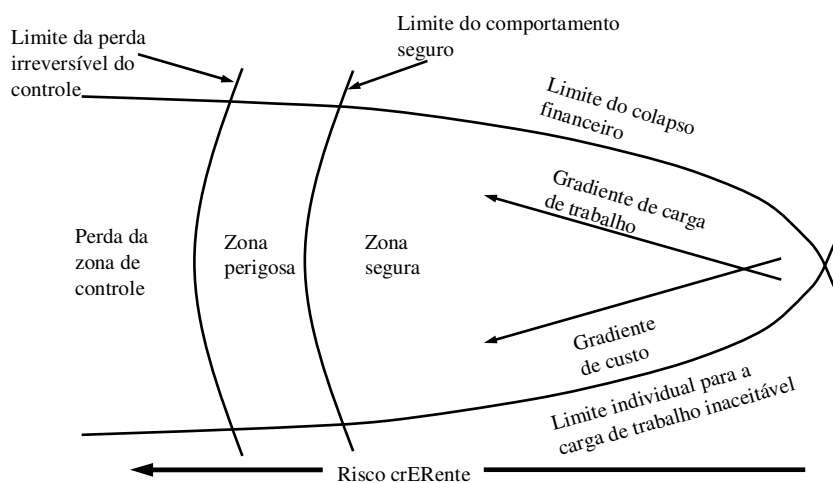 Limite da perda
irreversível do
controle
Limite do comportamento
seguro
Limite do colapso
financeiro
Gradiente de carga
de trabalho
Perda da
zona de
controle
Zona
perigosa
Zona
segura
Gradiente
de custo
Limite individual para a
carga de trabalho inaceitável
Risco crERente